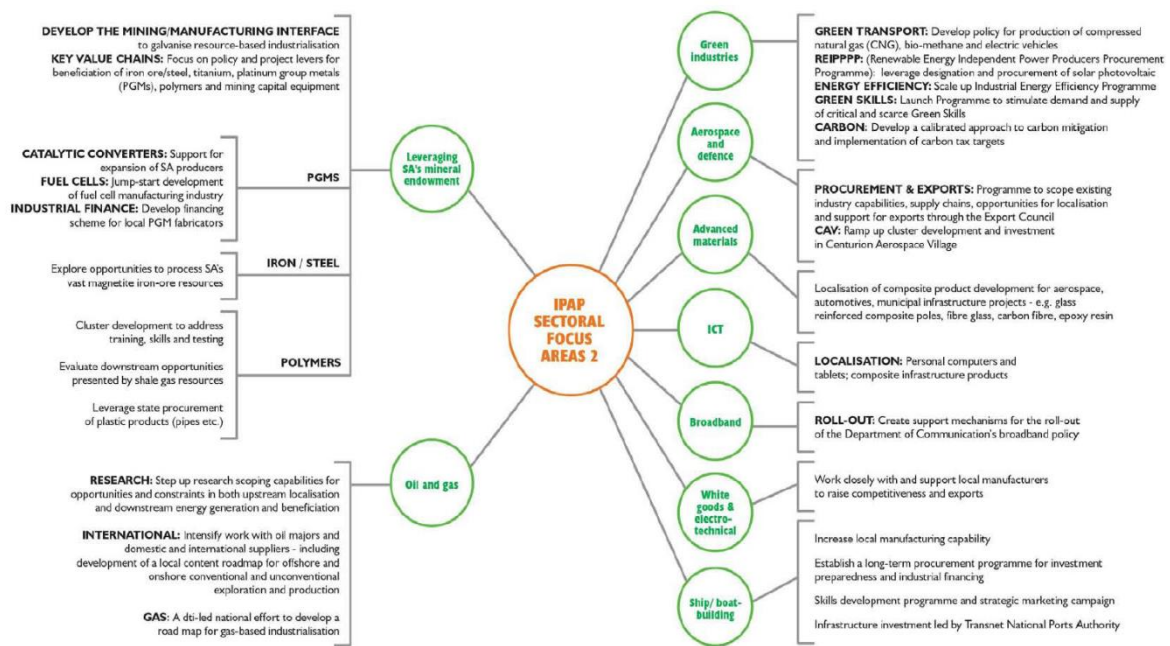 DEVELOP THE MINING/MANUFACTURING INTERFACE
to galvanise resource-based industrialisation
KEY VALUE CHAINS: Focus on policy and project levers for
beneficiation of iron ore/steel, titanium, platinum group metals
(PGMs), polymers and mining capital equipment
CATALYTIC CONVERTERS: Support for
expansion of SA producers
FUEL CELLS: Jump-start development
of fuel cell manufacturing industry
INDUSTRIAL FINANCE: Develop financing
scheme for local PGM fabricators
PGMS
Explore opportunities to process SA's
vast magnetite iron-ore resources
IRON / STEEL
Cluster development to address
training, skills and testing
Evaluate downstream opportunities
presented by shale gas resources
Leverage state procurement
of plastic products (pipes etc.)
POLYMERS
Leveraging
SA's mineral
endowment
RESEARCH: Step up research scoping capabilities for
opportunities and constraints in both upstream localisation
and downstream energy generation and beneficiation
INTERNATIONAL: Intensify work with oil majors and
domestic and international suppliers - including
development of a local content roadmap for offshore and
onshore conventional and unconventional
exploration and production
GAS: A dti-led national effort to develop a
road map for gas-based industrialisation
Oil and gas
IPAP
SECTORAL
FOCUS
AREAS 2
Green
industries
GREEN TRANSPORT: Develop policy for production of compressed
natural gas (CNG), bio-methane and electric vehicles
REIPPPP: (Renewable Energy Independent Power Producers Procurement
Programme): leverage designation and procurement of solar photovoltaic
ENERGY EFFICIENCY: Scale up Industrial Energy Efficiency Programme
GREEN SKILLS: Launch Programme to stimulate demand and supply
of critical and scarce Green Skills
CARBON: Develop a calibrated approach to carbon mitigation
and implementation of carbon tax targets
Aerospace
and
defence
PROCUREMENT & EXPORTS: Programme to scope existing
industry capabilities, supply chains, opportunities for localisation
and support for exports through the Export Council
CAV: Ramp up cluster development and investment
in Centurion Aerospace Village
Advanced
materials
Localisation of composite product development for aerospace,
automotives, municipal infrastructure projects - e.g. glass
reinforced composite poles, fibre glass, carbon fibre, epoxy resin
ICT
LOCALISATION: Personal computers and
tablets; composite infrastructure products
Broadband
ROLL-OUT: Create support mechanisms for the roll-out
of the Department of Communication's broadband policy
White
goods &
electro-
technical
Work closely with and support local manufacturers
to raise competitiveness and exports
Ship/ boat-
building
Increase local manufacturing capability
Establish a long-term procurement programme for investment
preparedness and industrial financing
Skills development programme and strategic marketing campaign
Infrastructure investment led by Transnet National Ports Authority